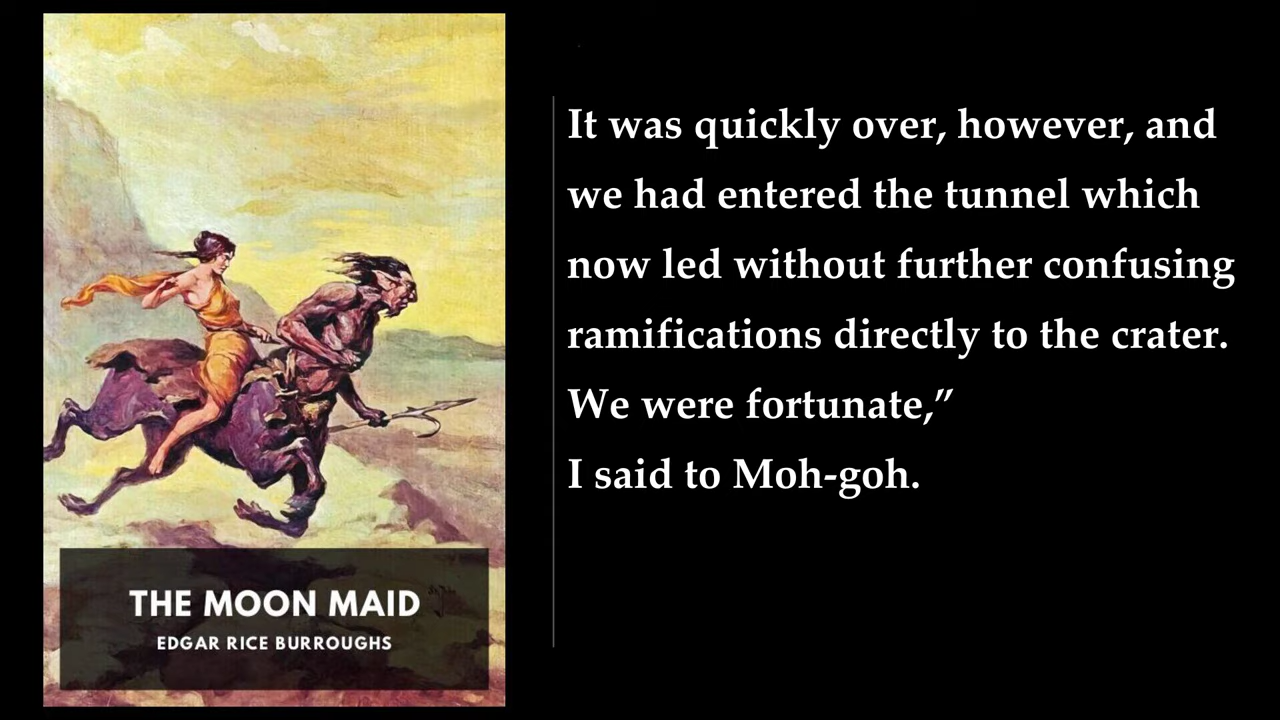 It was quickly over, however, and
we had entered the tunnel which
now led without further confusing
ramifications directly to the crater.
We were fortunate,”
I said to Moh-goh.
THE MOON MAID
EDGAR RICE BURROUGHS